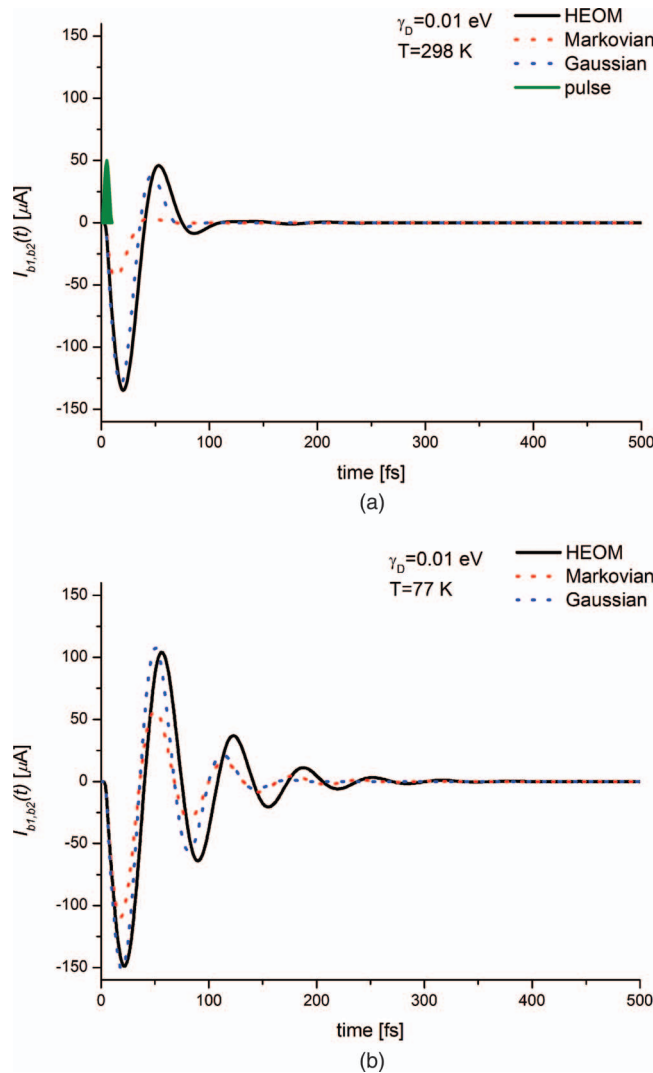 γD=0.01 eV
T=298 K
HEOM
Markovian
Gaussian
pulse
150
100
50
0
-50
-100
-150
Ib1,b2(t) [μA]
0 100 200 300 400 500
time [fs]
(a)
γD=0.01 eV
T=77 K
HEOM
Markovian
Gaussian
150
100
50
0
-50
-100
-150
Ib1,b2(t) [μA]
0 100 200 300 400 500
time [fs]
(b)